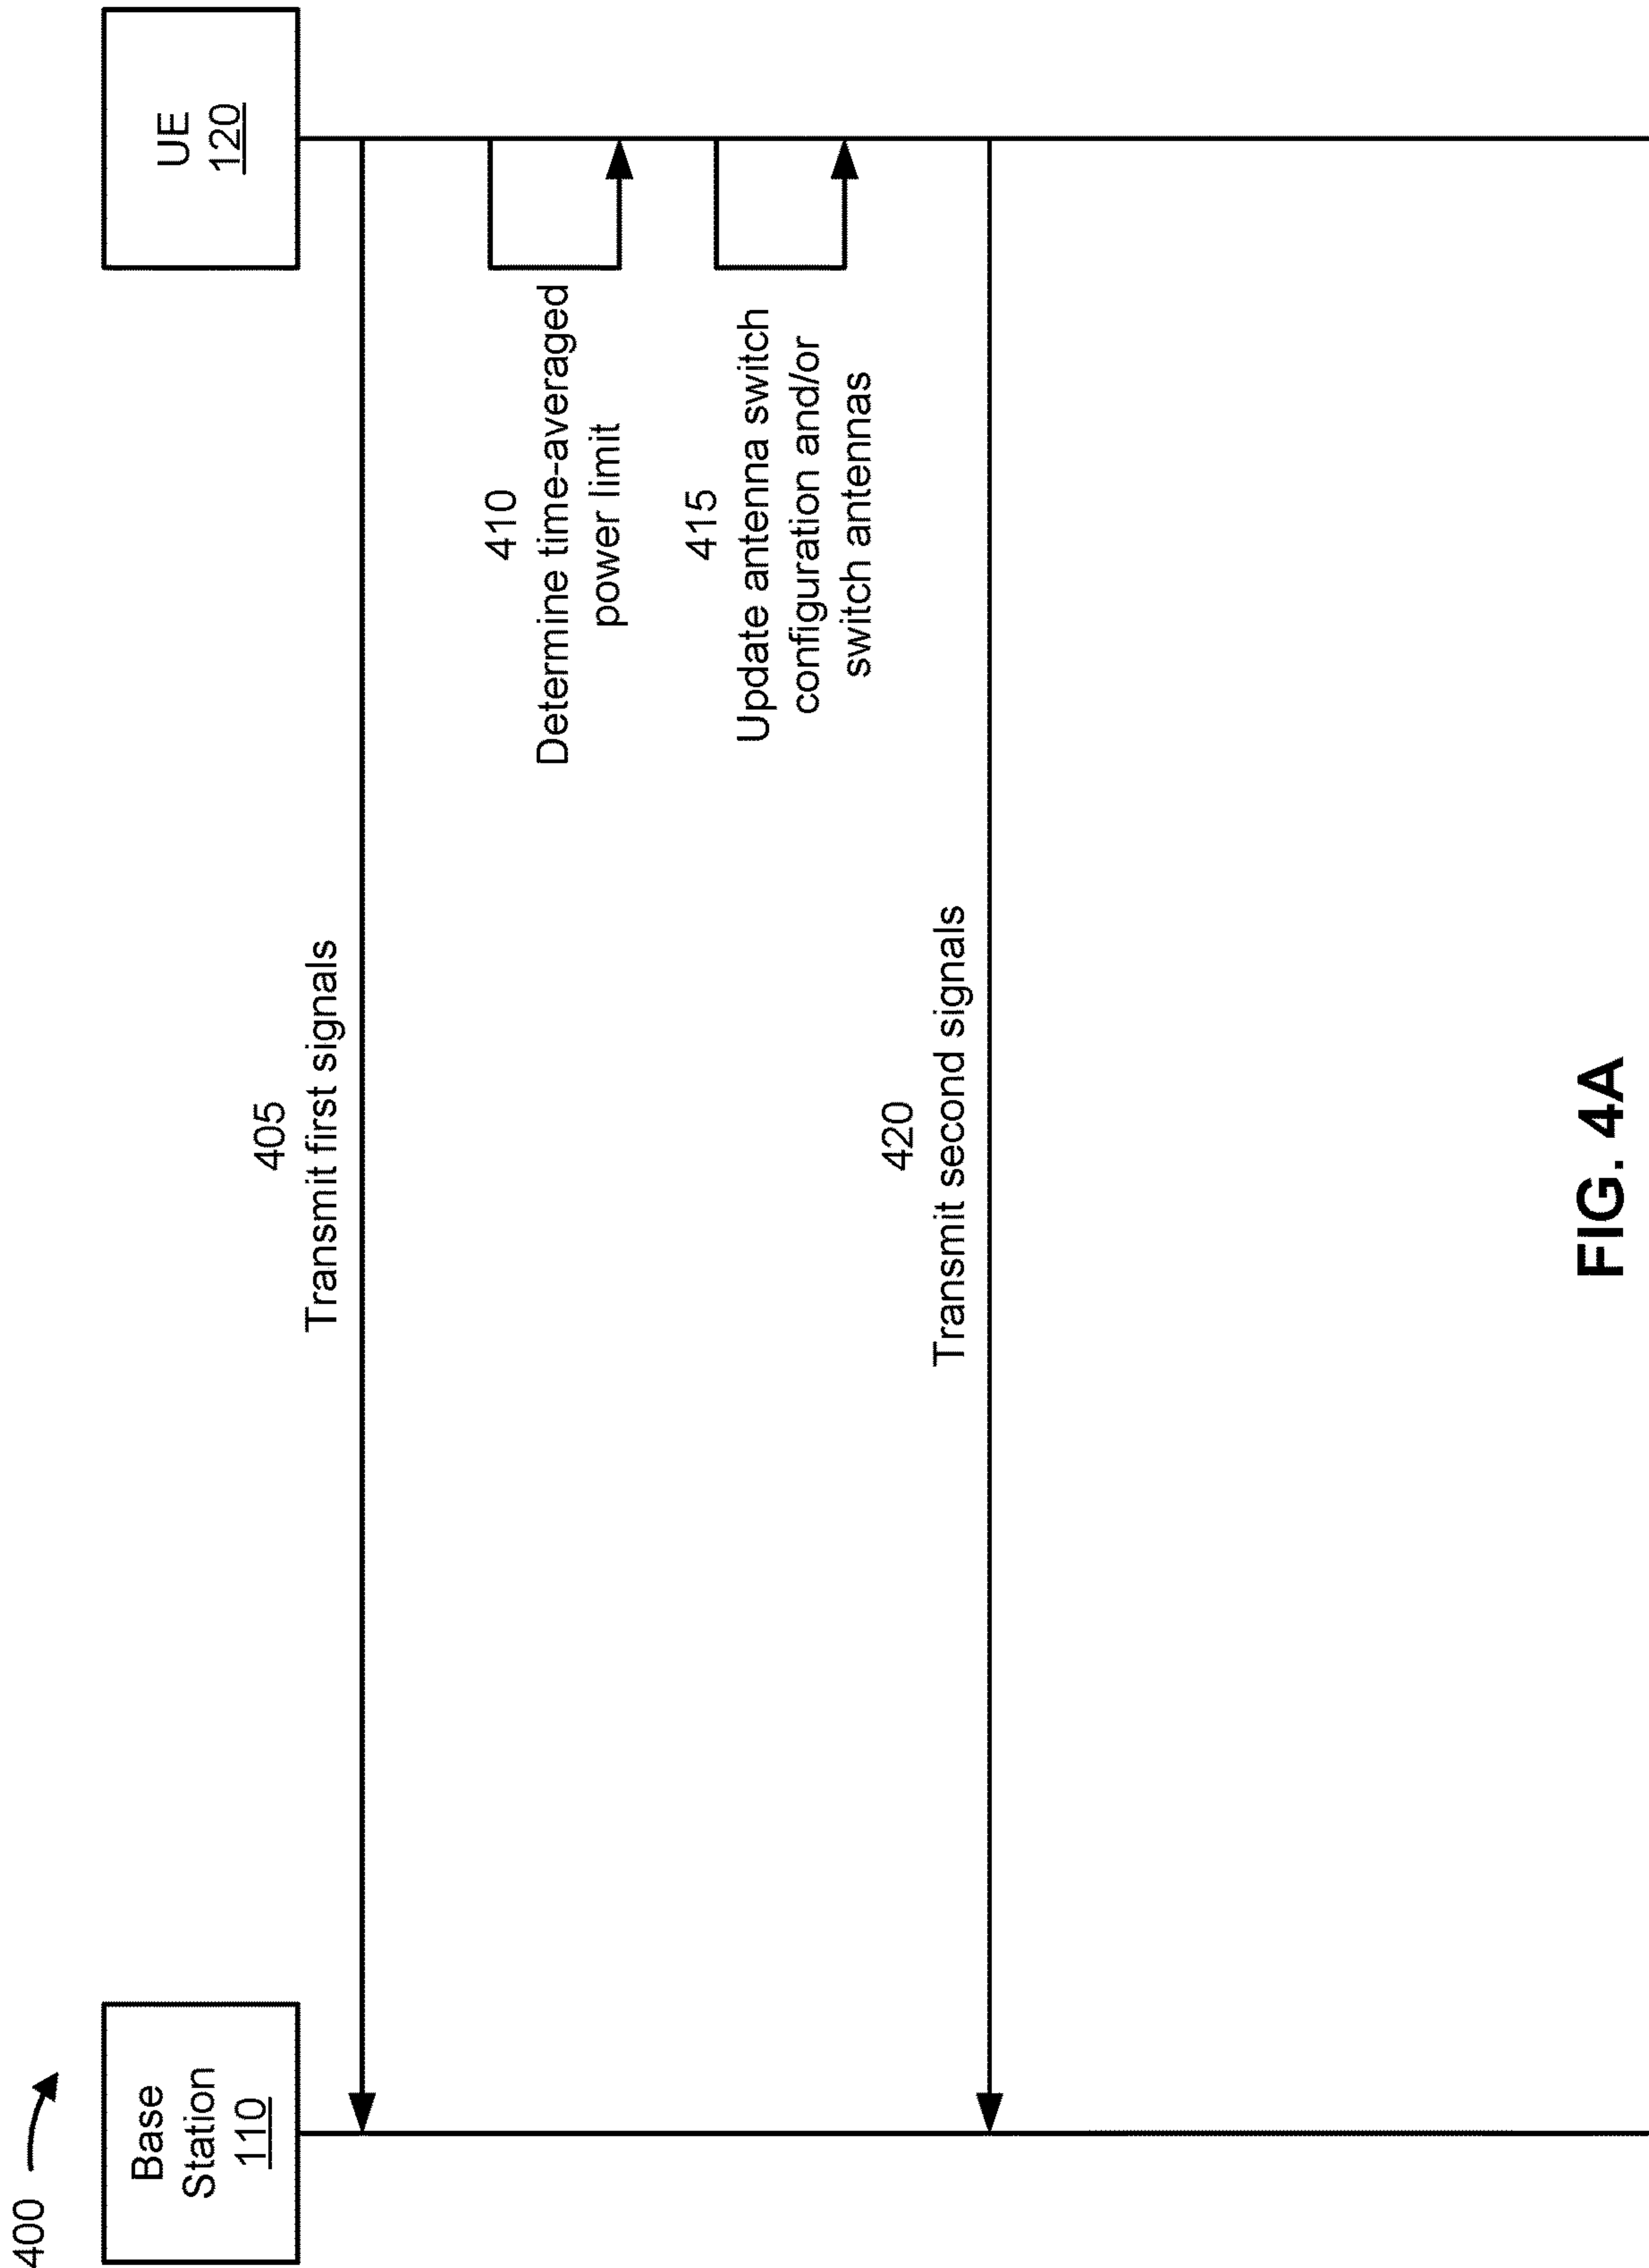 400
Base
Station
110
UE
120
405
Transmit first signals
410
Determine time-averaged
power limit
415
Update antenna switch
configuration and/or
switch antennas
420
Transmit second signals
FIG. 4A